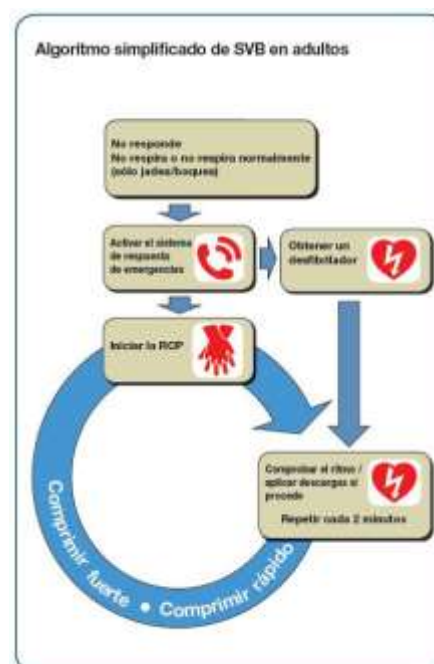 Algoritmo simplificado de SVB en adultos
No responde
No respira o no respira normalmente
(sólo jadea/boquea)
Activar el sistema
de respuesta
de emergencias
Obtener un
desfibrilador
Iniciar la RCP
Comprobar el ritmo /
aplicar descargas si
procede
Repetir cada 2 minutos
Comprimir fuerte • Comprimir rápido